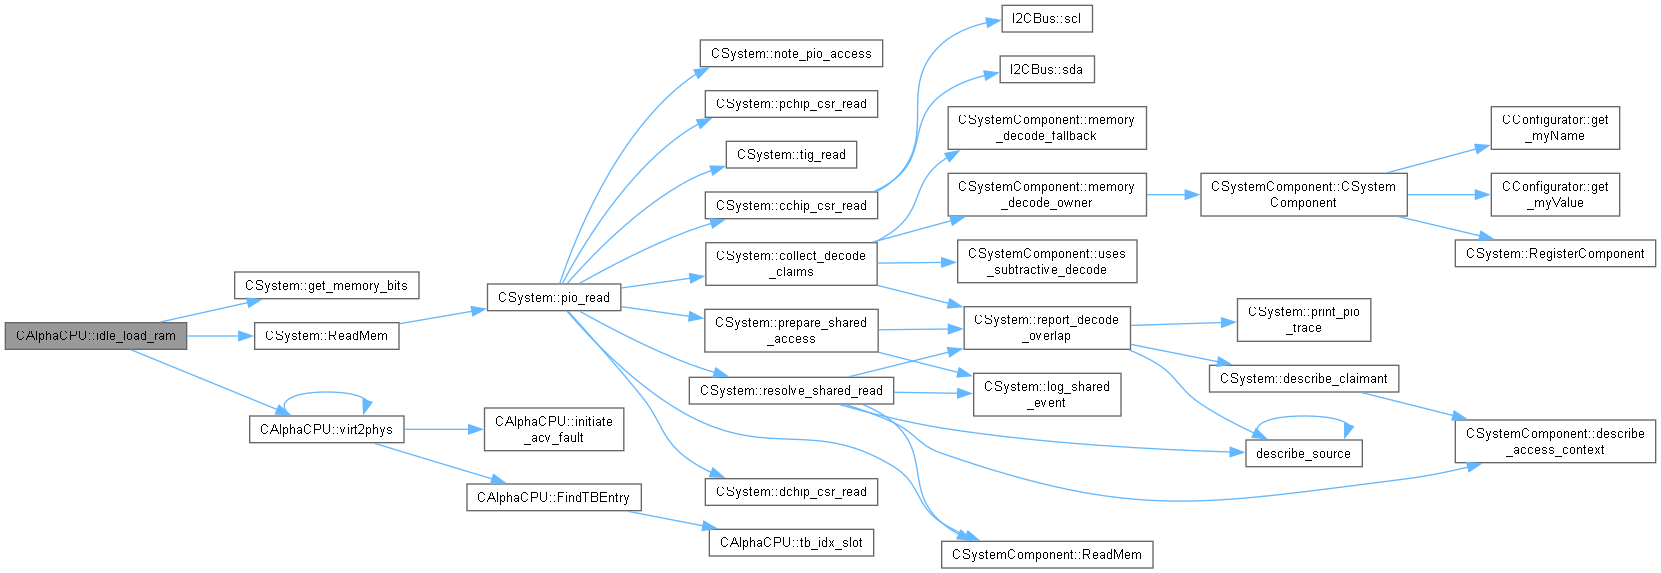 I2CBus::scl
CSystem::note_pio_access
I2CBus::sda
CSystem::pchip_csr_read
CSystemComponent::memory
_decode_fallback
CConfigurator::get
_myName
CSystem::tig_read
CSystemComponent::memory
_decode_owner
CSystemComponent::CSystem
Component
CConfigurator::get
_myValue
CSystem::cchip_csr_read
CSystem::collect_decode
_claims
CSystemComponent::uses
_subtractive_decode
CSystem::RegisterComponent
CSystem::get_memory_bits
CSystem::pio_read
CAlphaCPU::idle_load_ram
CSystem::ReadMem
CSystem::prepare_shared
_access
CSystem::report_decode
_overlap
CSystem::print_pio
_trace
CSystem::resolve_shared_read
CSystem::log_shared
_event
CSystem::describe_claimant
CAlphaCPU::virt2phys
CAlphaCPU::initiate
_acv_fault
describe_source
CSystemComponent::describe
_access_context
CAlphaCPU::FindTBEntry
CSystem::dchip_csr_read
CAlphaCPU::tb_idx_slot
CSystemComponent::ReadMem